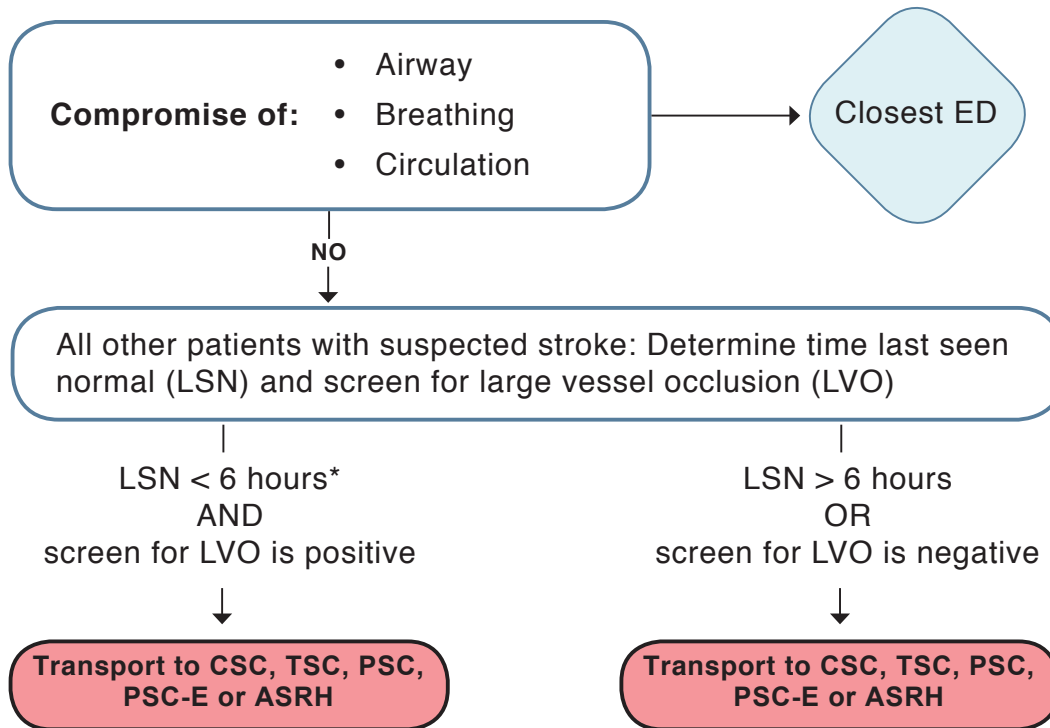 Compromise of:
• Airway
• Breathing
• Circulation
Closest ED
NO
All other patients with suspected stroke: Determine time last seen
normal (LSN) and screen for large vessel occlusion (LVO)
LSN < 6 hours*
AND
screen for LVO is positive
LSN > 6 hours
OR
screen for LVO is negative
Transport to CSC, TSC, PSC,
PSC-E or ASRH
Transport to CSC, TSC, PSC,
PSC-E or ASRH